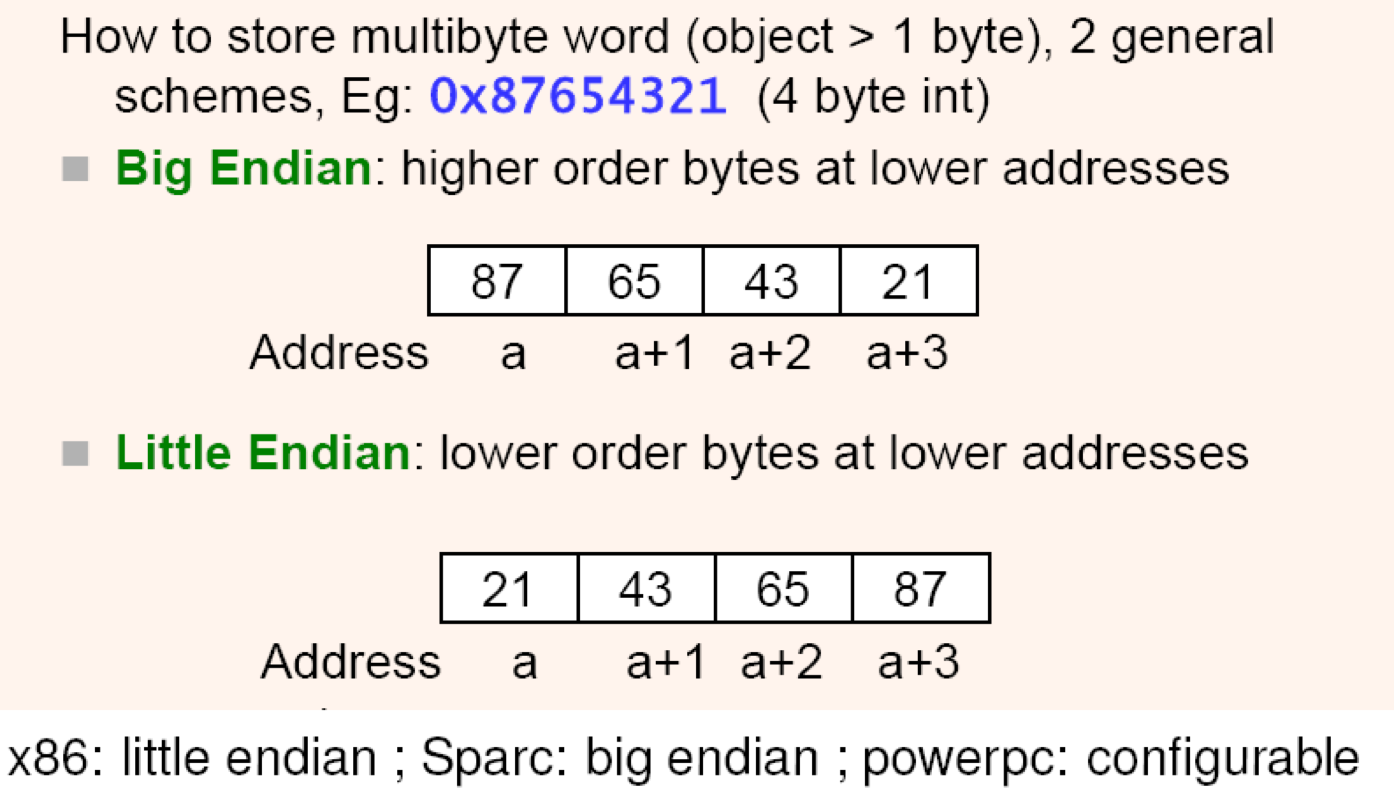 How to store multibyte word (object > 1 byte), 2 general
schemes, Eg: 0x87654321 (4 byte int)
Big Endian: higher order bytes at lower addresses
87 65 43 21
Address a a+1 a+2 a+3
Little Endian: lower order bytes at lower addresses
21 43 65 87
Address a a+1 a+2 a+3
x86: little endian ; Sparc: big endian ; powerpc: configurable